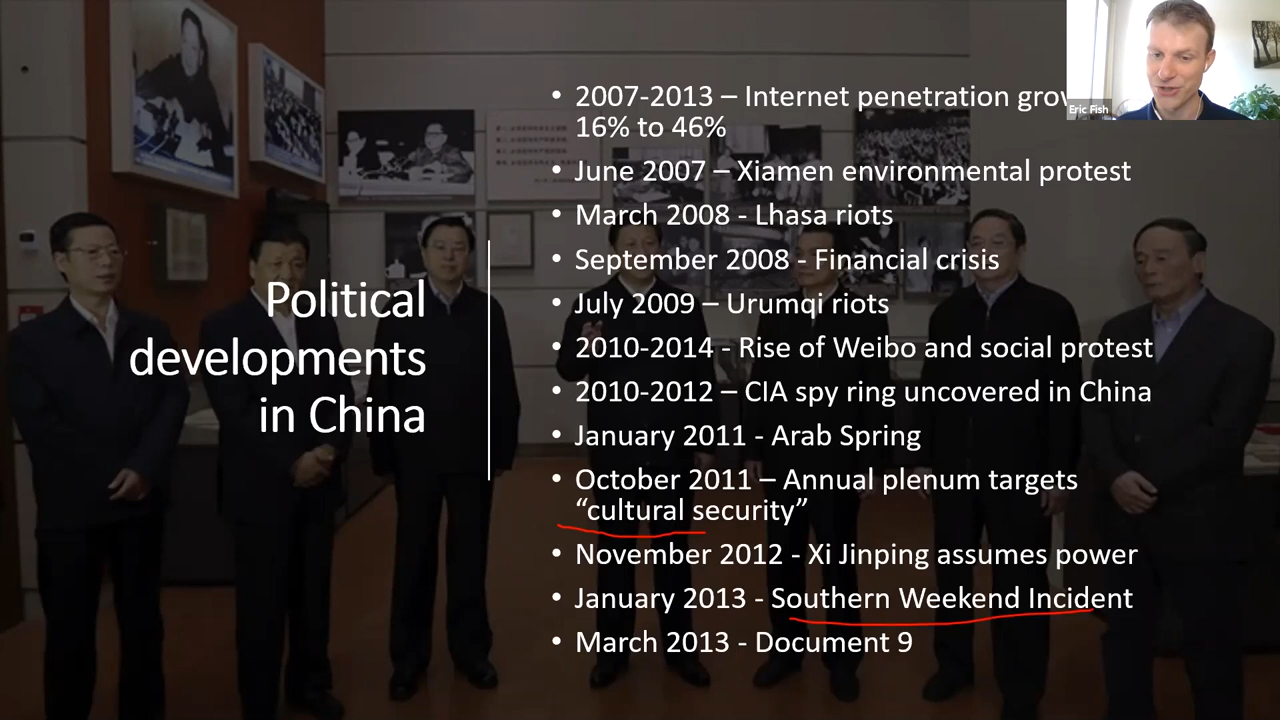 Political
developments
in China
• 2007-2013 – Internet penetration grow
16% to 46%
• June 2007 – Xiamen environmental protest
• March 2008 - Lhasa riots
• September 2008 - Financial crisis
• July 2009 – Urumqi riots
• 2010-2014 - Rise of Weibo and social protest
• 2010-2012 – CIA spy ring uncovered in China
• January 2011 - Arab Spring
• October 2011 – Annual plenum targets
“cultural security”
• November 2012 - Xi Jinping assumes power
• January 2013 - Southern Weekend Incident
• March 2013 - Document 9
Eric Fish